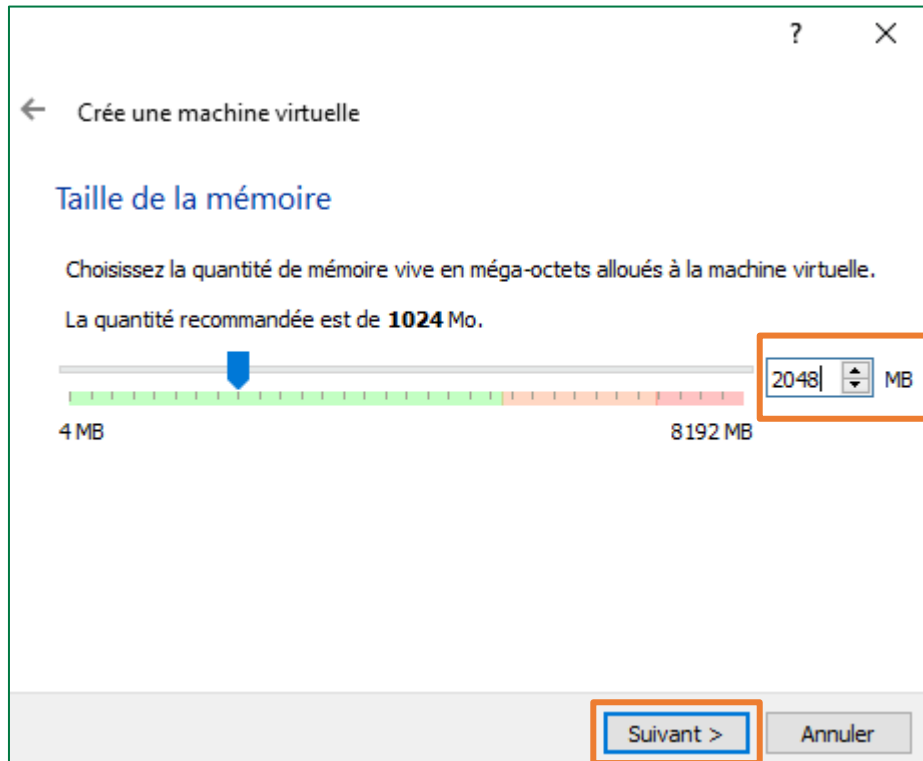 ?
Crée une machine virtuelle
Taille de la mémoire
Choisissez la quantité de mémoire vive en méga-octets alloués à la machine virtuelle.
La quantité recommandée est de 1024 Mo.
2048 MB
4 MB 8192 MB
Suivant > Annuler